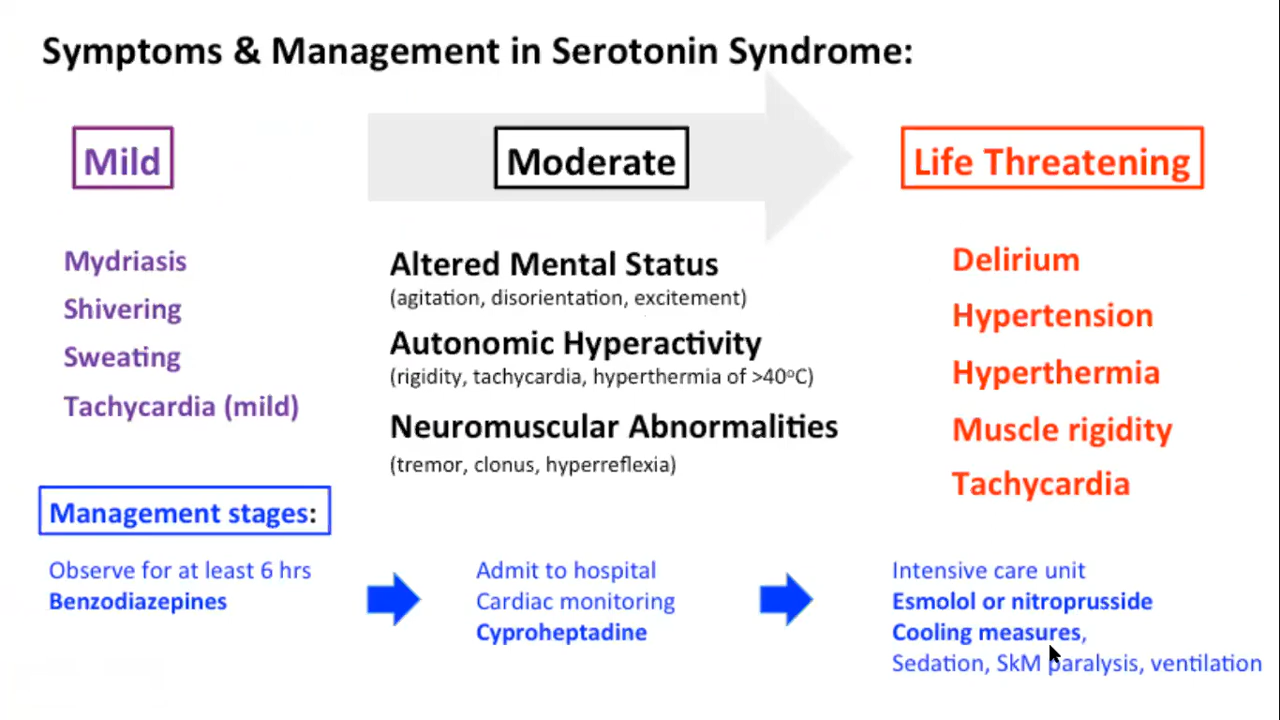 Symptoms & Management in Serotonin Syndrome:
Mild
Moderate
Life Threatening
Mydriasis
Shivering
Sweating
Tachycardia (mild)
Altered Mental Status
(agitation, disorientation, excitement)
Autonomic Hyperactivity
(rigidity, tachycardia, hyperthermia of >40°C)
Neuromuscular Abnormalities
(tremor, clonus, hyperreflexia)
Delirium
Hypertension
Hyperthermia
Muscle rigidity
Tachycardia
Management stages:
Observe for at least 6 hrs
Benzodiazepines
Admit to hospital
Cardiac monitoring
Cyproheptadine
Intensive care unit
Esmolol or nitroprusside
Cooling measures,
Sedation, SkM paralysis, ventilation